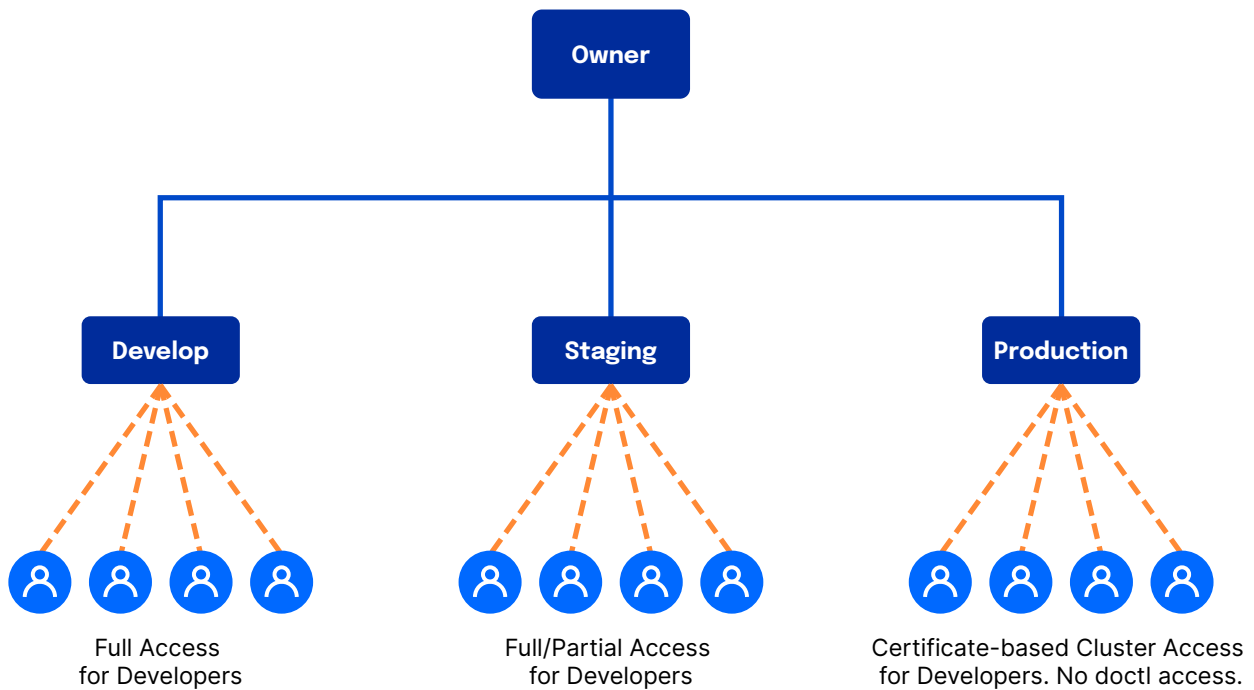 Owner
Develop
Staging
Production
Full Access
for Developers
Full/Partial Access
for Developers
Certificate-based Cluster Access
for Developers. No doctl access.